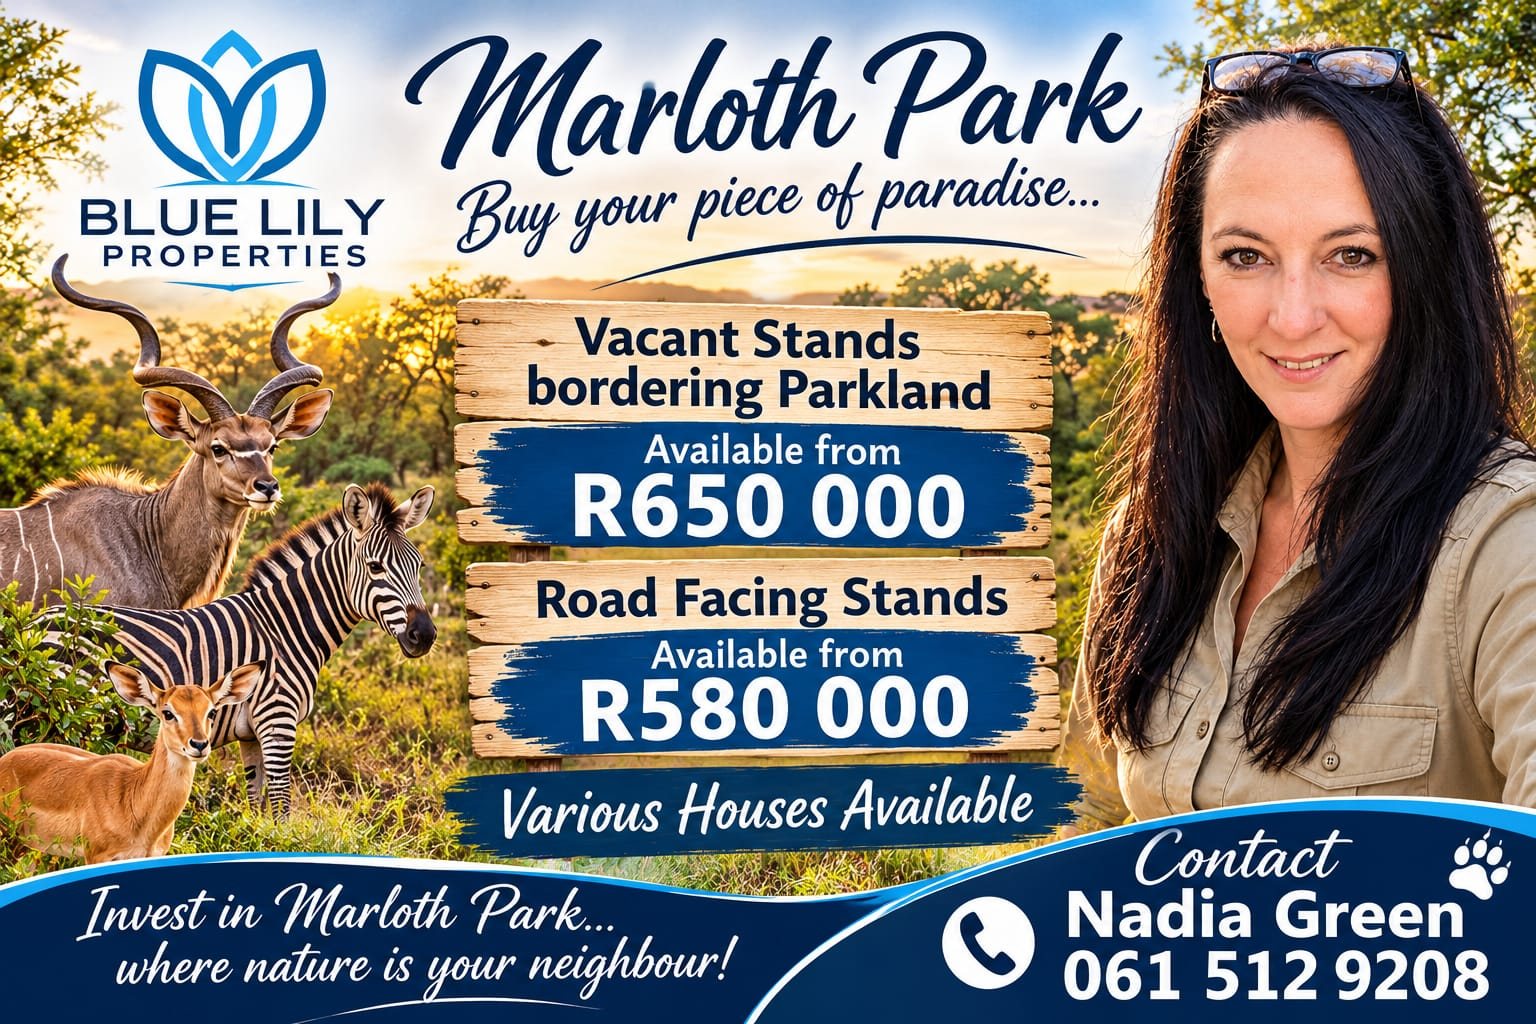 BLUE LILY
PROPERTIES
Marloth Park
Buy your piece of paradise...
Vacant Stands
bordering Parkland
Available from
R650 000
Road Facing Stands
Available from
R580 000
Various Houses Available
Invest in Marloth Park...
where nature is your neighbour!
Contact
Nadia Green
061 512 9208